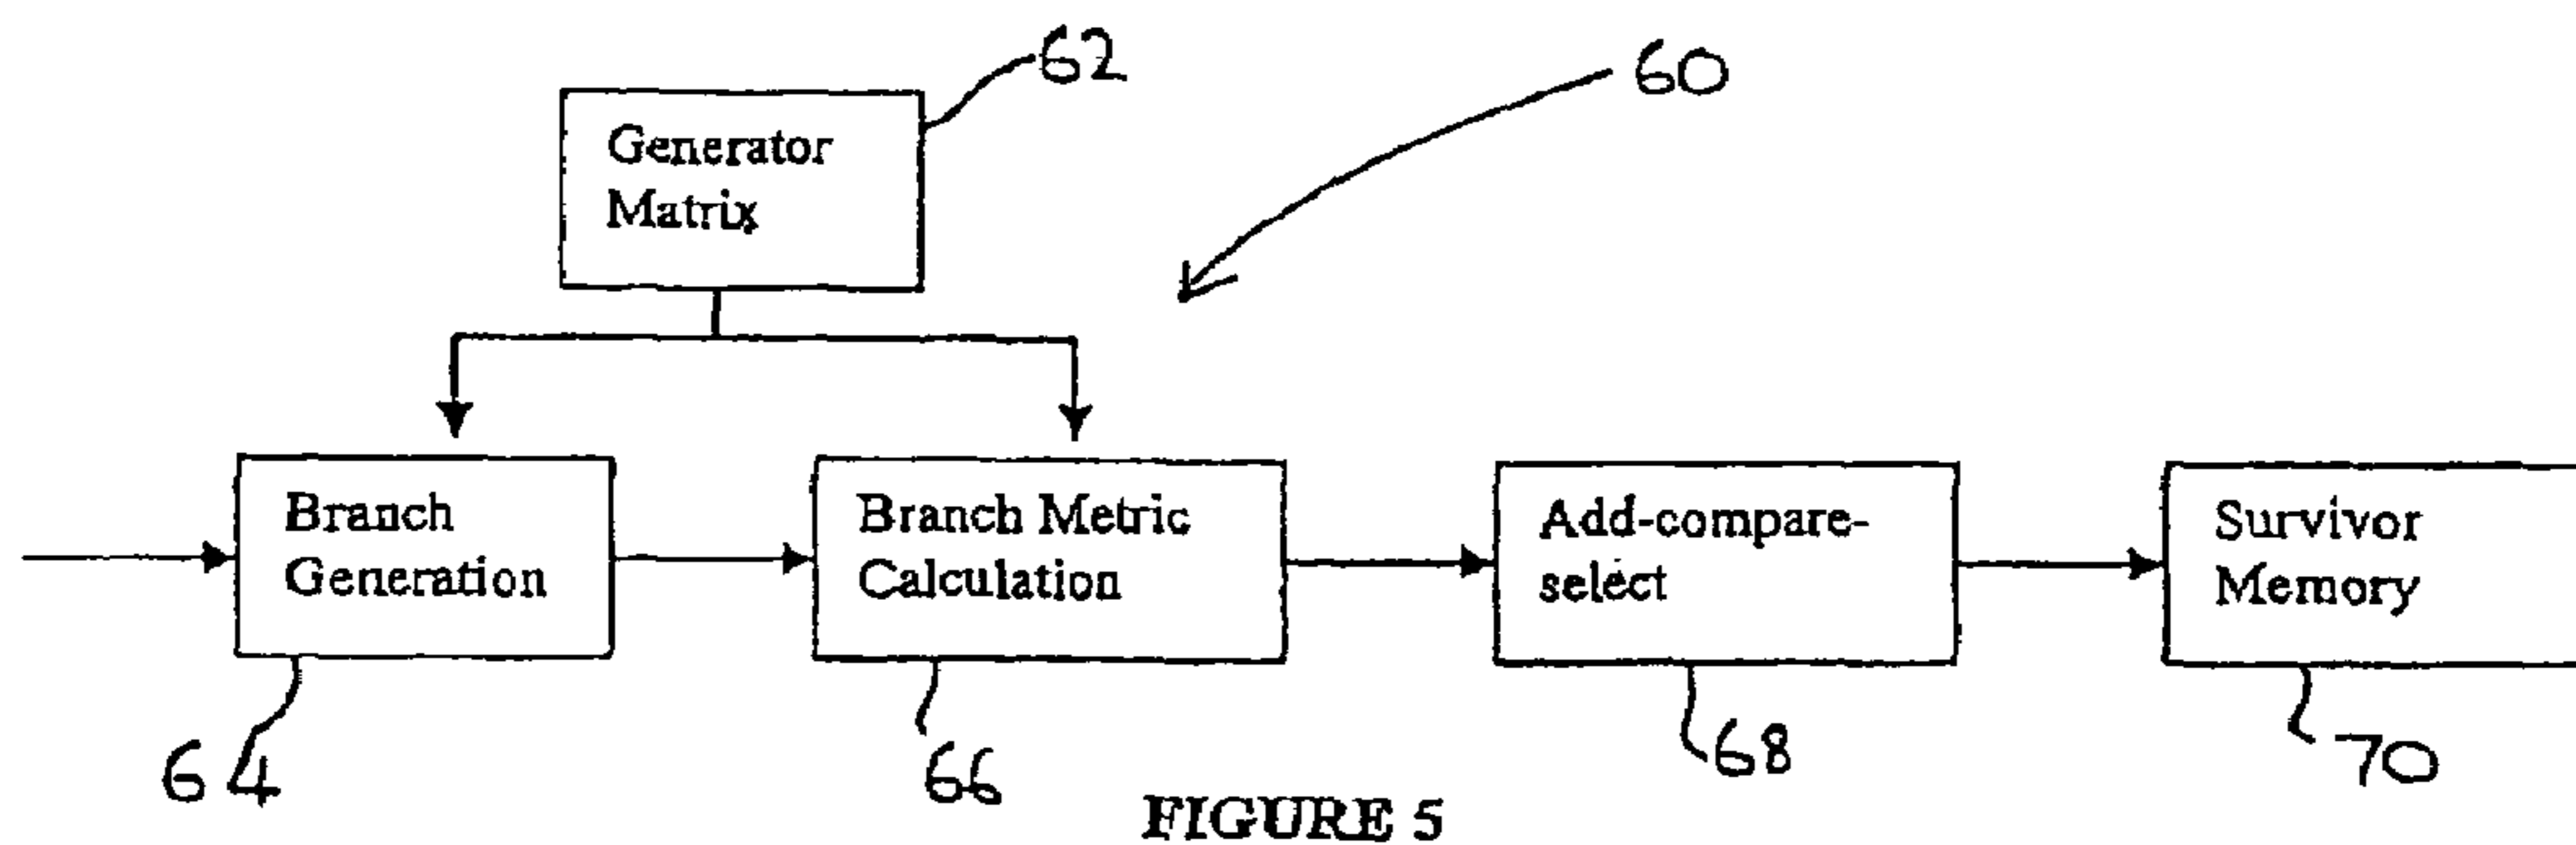 62
60
Generator
Matrix
Branch
Generation
Branch Metric
Calculation
Add-compare-
select
Survivor
Memory
64
66
68
70
FIGURE 5